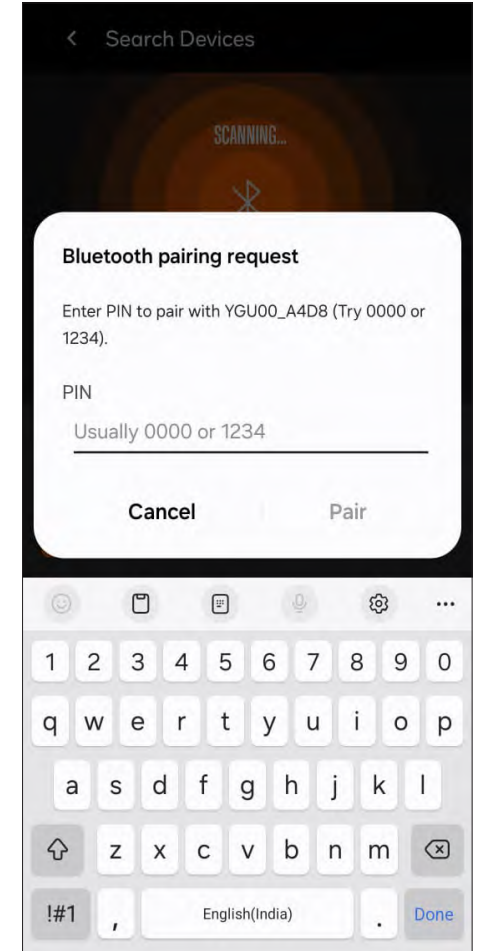 Search Devices
SCANNING...
Bluetooth pairing request
Enter PIN to pair with YGU00_A4D8 (Try 0000 or
1234).
PIN
Usually 0000 or 1234
Cancel Pair
1 2 3 4 5 6 7 8 9 0
q w e r t y u i o p
a s d f g h j k l
z x c v b n m
!#1 , English(India) . Done